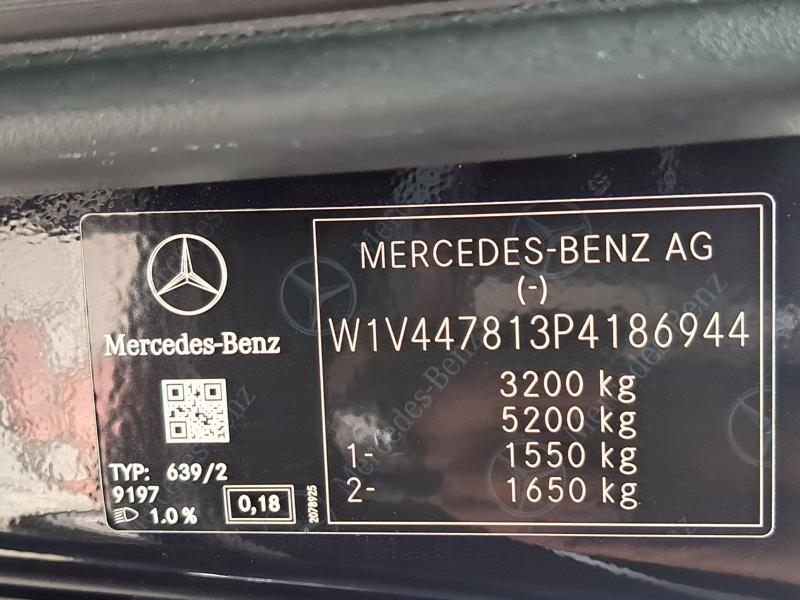 Mercedes-Benz
TYP: 639/2
9197
1.0 %
0,18
2078925
MERCEDES-BENZ AG
(-)
W1V447813P4186944
3200 kg
5200 kg
1- 1550 kg
2- 1650 kg